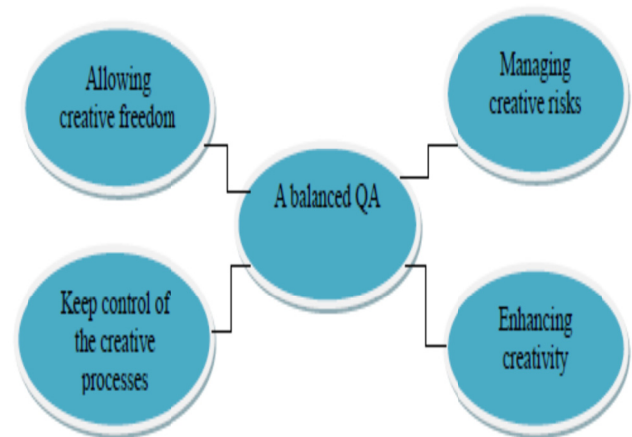 Allowing
creative freedom
Managing
creative risks
A balanced QA
Keep control of
the creative
processes
Enhancing
creativity